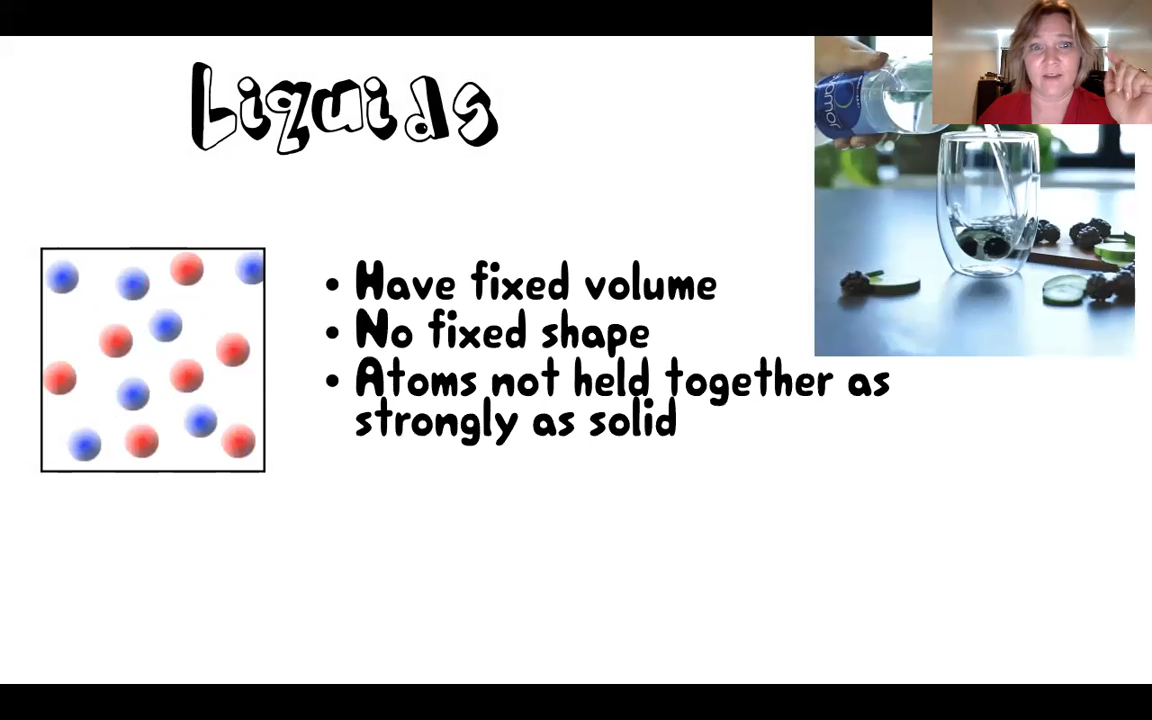 Liquids
• Have fixed volume
• No fixed shape
• Atoms not held together as
strongly as solid